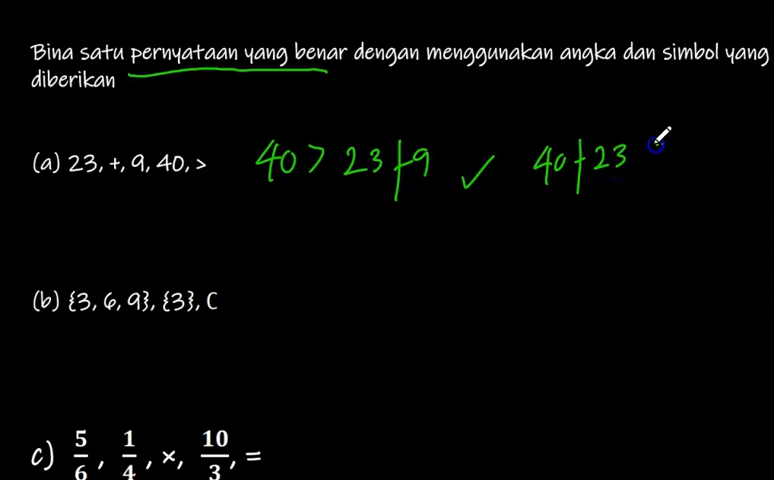 Bina satu pernyataan yang benar dengan menggunakan angka dan simbol yang
diberikan
(a) 23, +, 9, 40, > 40 > 23 + 9 ✓ 40 + 23
(b) {3, 6, 9}, {3}, C
c) 5/6, 1/4, ×, 10/3, =